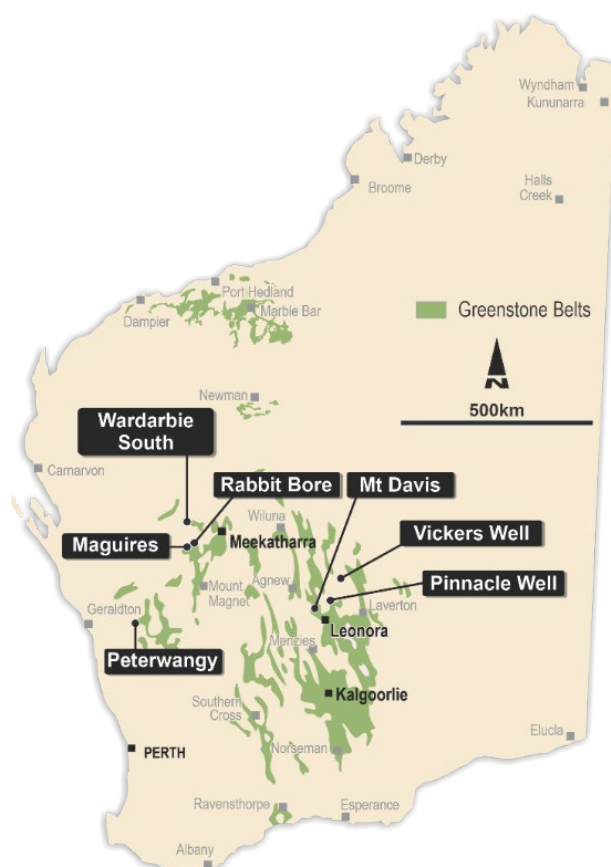 Wyndham
Kununurra
Derby
Broome
Halls
Creek
Port Hedland
Marble Bar
Dampier
Greenstone Belts
N
500km
Newman
Wardarbie
South
Carnarvon
Rabbit Bore
Mt Davis
Wiluna
Maguires
Meekatharra
Vickers Well
Mount
Magnet
Agnew
Pinnacle Well
Laverton
Geraldton
Leonora
Peterwangy
Menzies
Kalgoorlie
Southern
Cross
Elucla
PERTH
Norseman
Ravensthorpe
Esperance
Albany